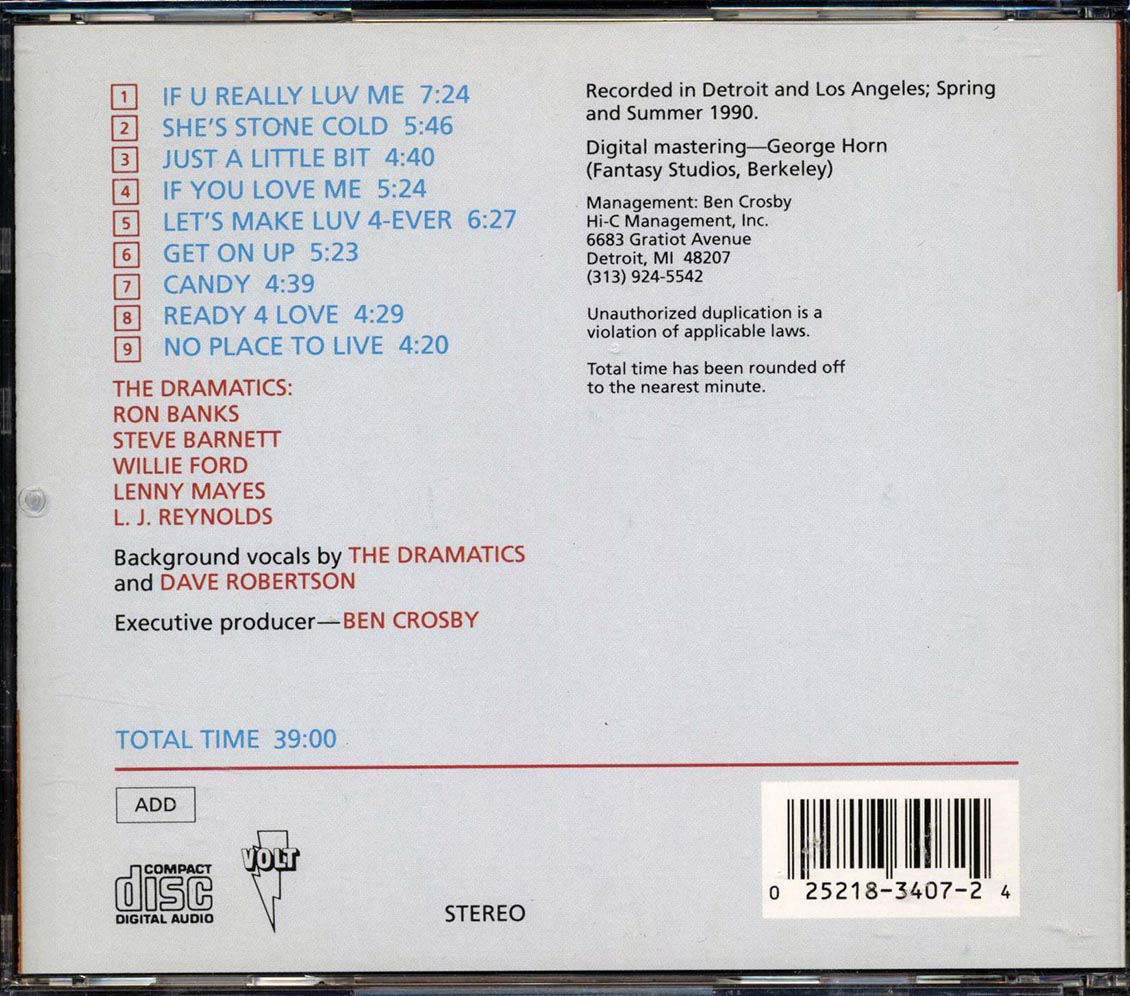 1 IF U REALLY LUV ME 7:24
2 SHE'S STONE COLD 5:46
3 JUST A LITTLE BIT 4:40
4 IF YOU LOVE ME 5:24
5 LET'S MAKE LUV 4-EVER 6:27
6 GET ON UP 5:23
7 CANDY 4:39
8 READY 4 LOVE 4:29
9 NO PLACE TO LIVE 4:20
THE DRAMATICS:
RON BANKS
STEVE BARNETT
WILLIE FORD
LENNY MAYES
L. J. REYNOLDS
Background vocals by THE DRAMATICS
and DAVE ROBERTSON
Executive producer—BEN CROSBY
Recorded in Detroit and Los Angeles; Spring
and Summer 1990.
Digital mastering—George Horn
(Fantasy Studios, Berkeley)
Management: Ben Crosby
Hi-C Management, Inc.
6683 Gratiot Avenue
Detroit, MI 48207
(313) 924-5542
Unauthorized duplication is a
violation of applicable laws.
Total time has been rounded off
to the nearest minute.
TOTAL TIME 39:00
ADD
COMPACT
disc
DIGITAL AUDIO
VOLT
STEREO
0 25218-3407-2 4